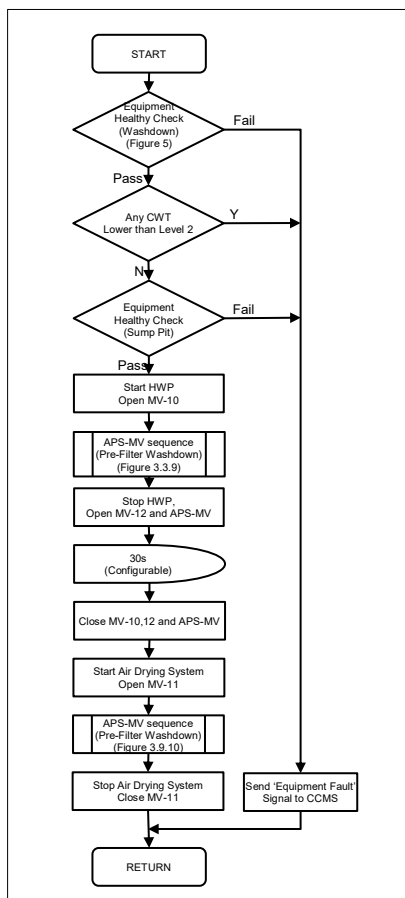 START
Equipment
Healthy Check
(Washdown)
(Figure 5)
Fail
Pass
Any CWT
Lower than Level 2
Y
N
Equipment
Healthy Check
(Sump Pit)
Fail
Pass
Start HWP
Open MV-10
APS-MV sequence
(Pre-Filter Washdown)
(Figure 3.3.9)
Stop HWP,
Open MV-12 and APS-MV
30s
(Configurable)
Close MV-10,12 and APS-MV
Start Air Drying System
Open MV-11
APS-MV sequence
(Pre-Filter Washdown)
(Figure 3.9.10)
Stop Air Drying System
Close MV-11
Send ‘Equipment Fault’
Signal to CCMS
RETURN